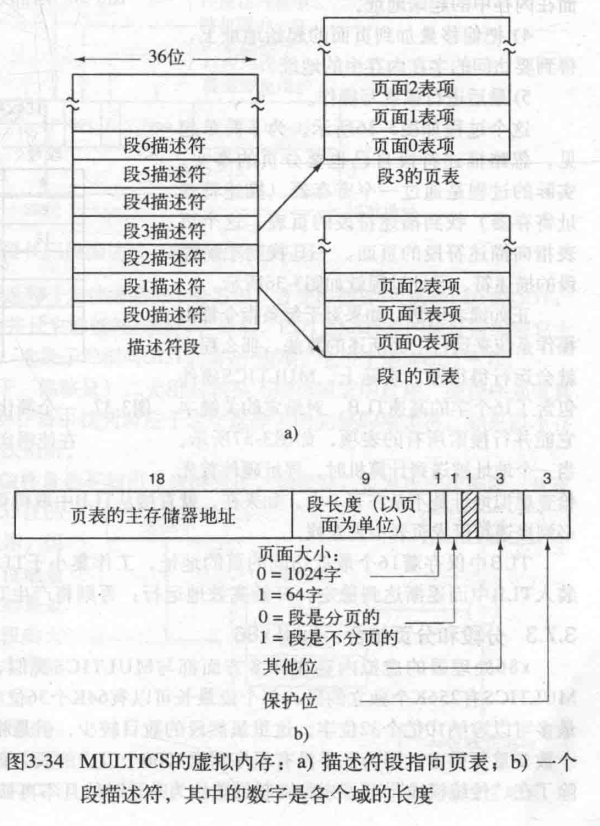 36位
段6描述符
段5描述符
段4描述符
段3描述符
段2描述符
段1描述符
段0描述符
描述符段
页面2表项
页面1表项
页面0表项
段3的页表
页面2表项
页面1表项
页面0表项
段1的页表
a)
18 9 1 1 1 3 3
页表的主存储器地址
段长度（以页
面为单位）
页面大小：
0 = 1024字
1 = 64字
0 = 段是分页的
1 = 段是不分页的
其他位
保护位
b)
图3-34 MULTICS的虚拟内存：a) 描述符段指向页表；b) 一个
段描述符，其中的数字是各个域的长度